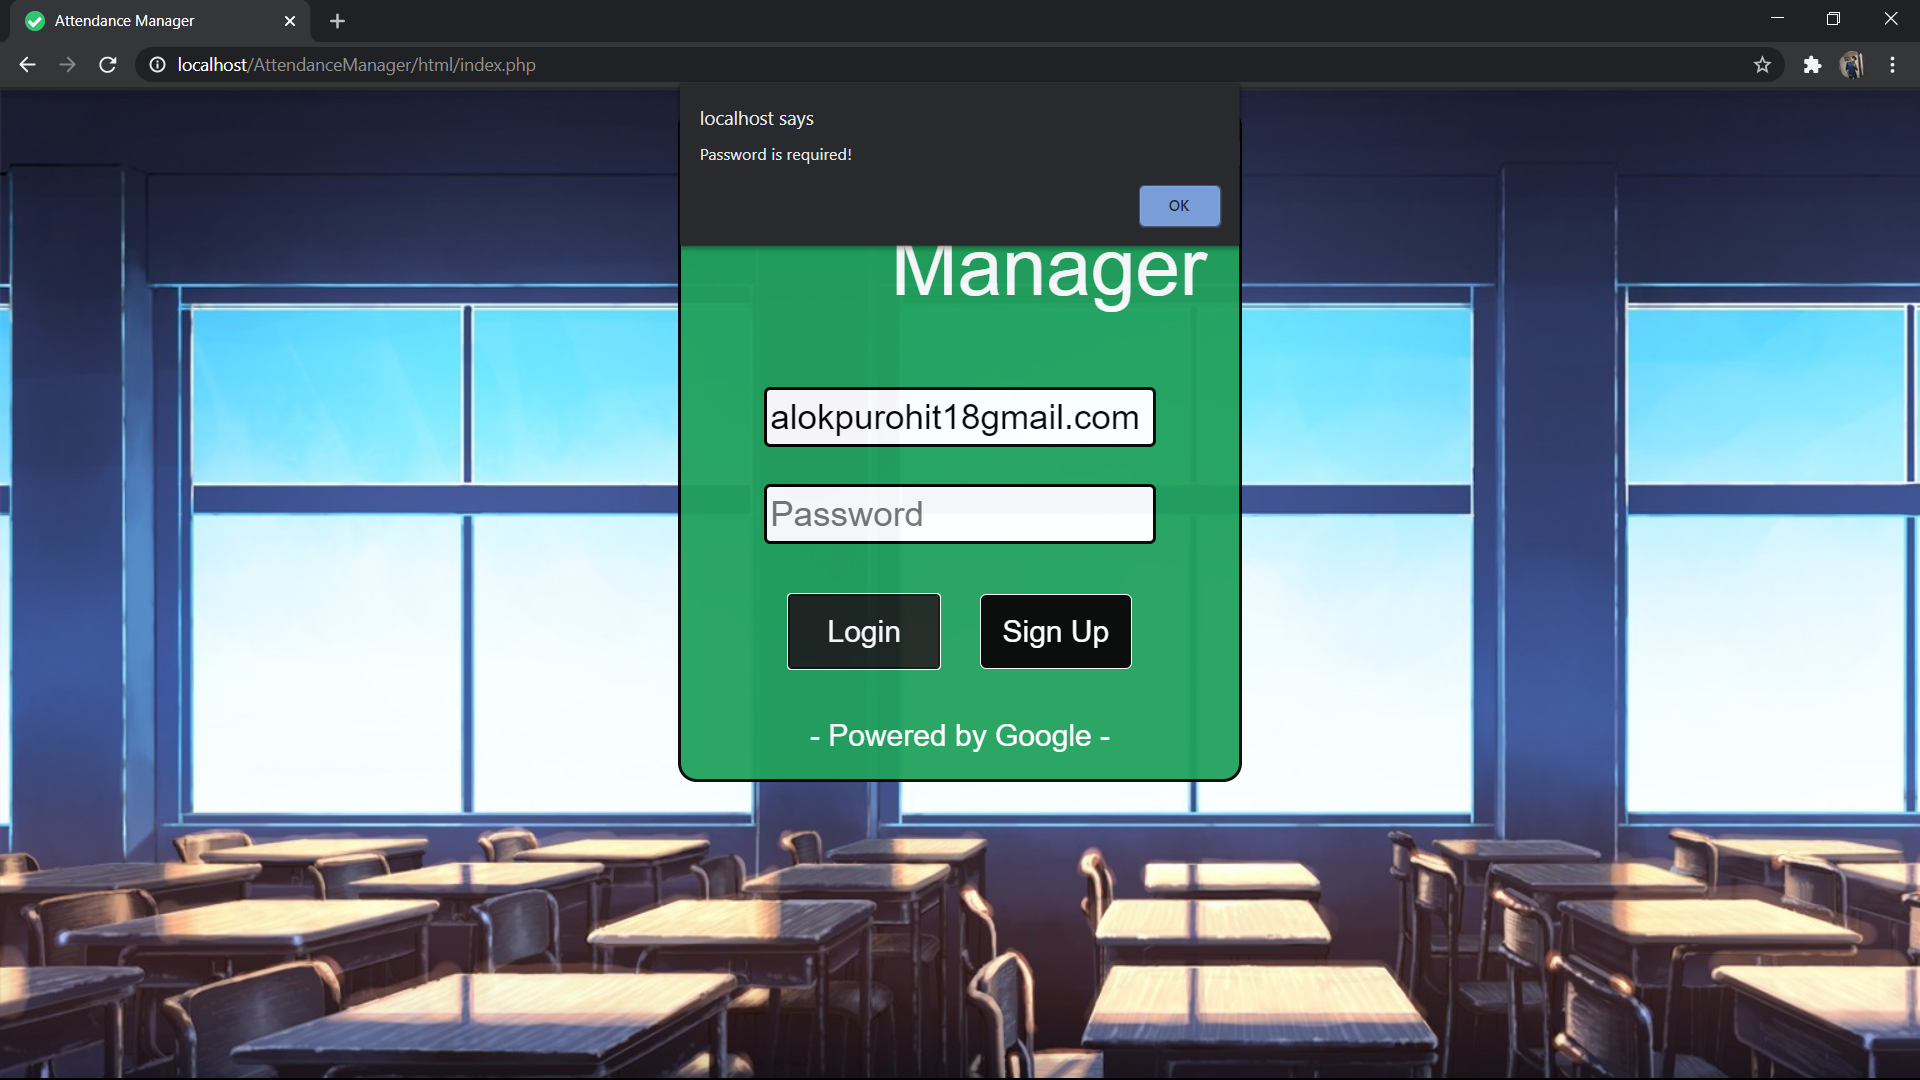 Attendance Manager
localhost/AttendanceManager/html/index.php
localhost says
Password is required!
OK
Manager
alokpurohit18gmail.com
Password
Login
Sign Up
- Powered by Google -